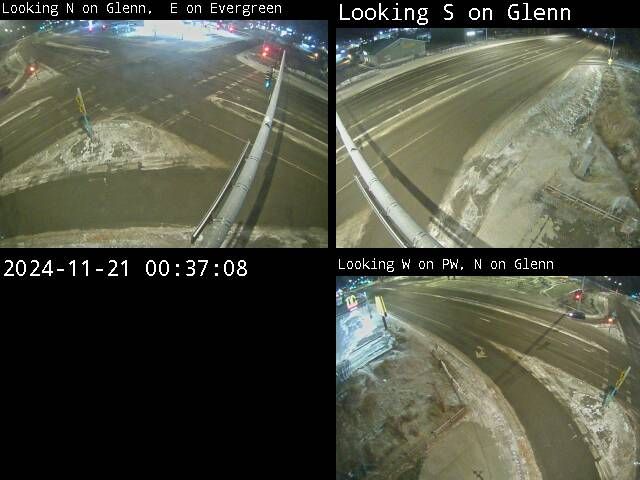 Looking N on Glenn,  E on Evergreen
Looking S on Glenn
2024-11-21 00:37:08
Looking W on PW, N on Glenn